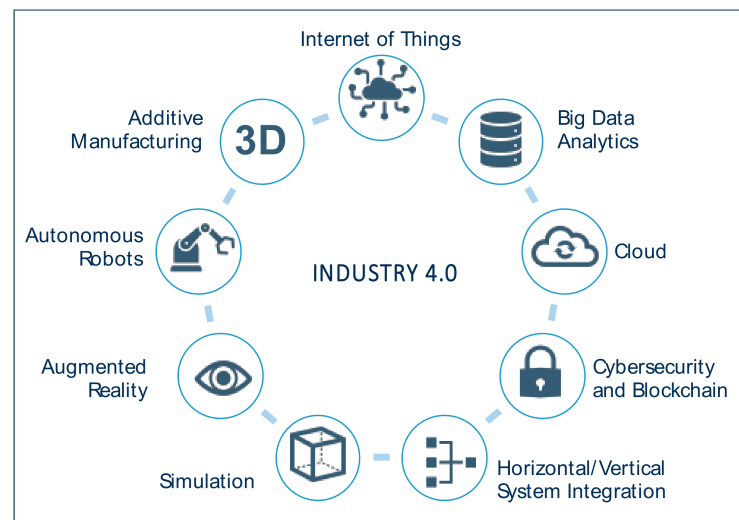 Internet of Things
Additive
Manufacturing
3D
Big Data
Analytics
Autonomous
Robots
INDUSTRY 4.0
Cloud
Augmented
Reality
Cybersecurity
and Blockchain
Simulation
Horizontal/Vertical
System Integration